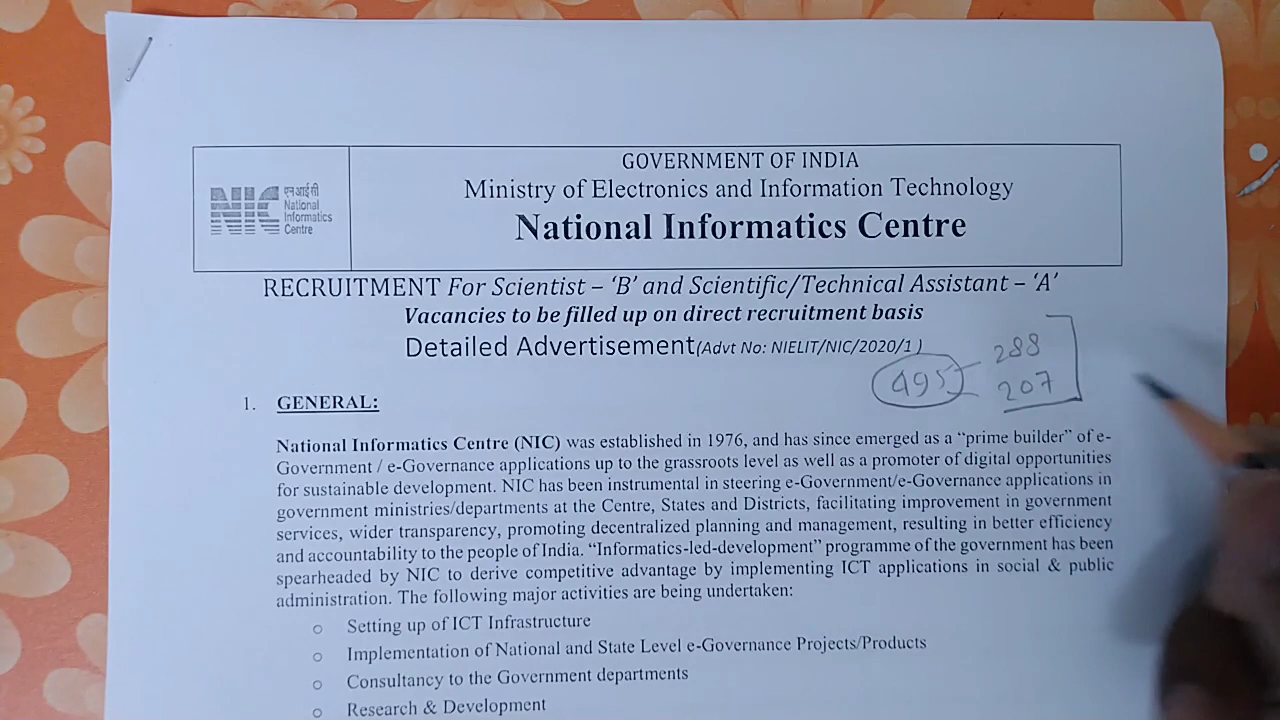 NIC
एन आई सी
National
Informatics
Centre
GOVERNMENT OF INDIA
Ministry of Electronics and Information Technology
National Informatics Centre
RECRUITMENT For Scientist – ‘B’ and Scientific/Technical Assistant – ‘A’
Vacancies to be filled up on direct recruitment basis
Detailed Advertisement(Advt No: NIELIT/NIC/2020/1 )
495
288
207
1. GENERAL:
National Informatics Centre (NIC) was established in 1976, and has since emerged as a “prime builder” of e-
Government / e-Governance applications up to the grassroots level as well as a promoter of digital opportunities
for sustainable development. NIC has been instrumental in steering e-Government/e-Governance applications in
government ministries/departments at the Centre, States and Districts, facilitating improvement in government
services, wider transparency, promoting decentralized planning and management, resulting in better efficiency
and accountability to the people of India. “Informatics-led-development” programme of the government has been
spearheaded by NIC to derive competitive advantage by implementing ICT applications in social & public
administration. The following major activities are being undertaken:
o Setting up of ICT Infrastructure
o Implementation of National and State Level e-Governance Projects/Products
o Consultancy to the Government departments
o Research & Development